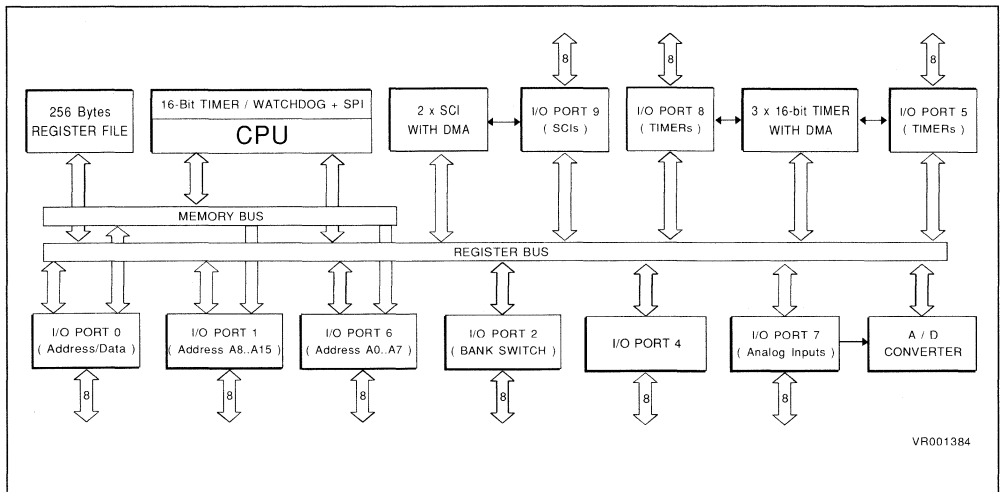 8
8
8
256 Bytes
REGISTER FILE
16-Bit TIMER / WATCHDOG + SPI
CPU
2 x SCI
WITH DMA
I/O PORT 9
( SCIs )
I/O PORT 8
( TIMERs )
3 x 16-bit TIMER
WITH DMA
I/O PORT 5
( TIMERs )
MEMORY BUS
REGISTER BUS
I/O PORT 0
( Address/Data )
I/O PORT 1
( Address A8..A15 )
I/O PORT 6
( Address A0..A7 )
I/O PORT 2
( BANK SWITCH )
I/O PORT 4
I/O PORT 7
( Analog Inputs )
A / D
CONVERTER
8
8
8
8
8
8
VR001384